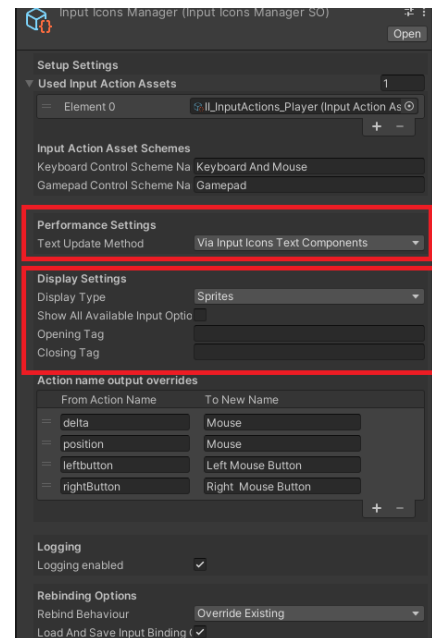 Input Icons Manager (Input Icons Manager SO)
Open
Setup Settings
Used Input Action Assets 1
Element 0 II_InputActions_Player (Input Action As
+ -
Input Action Asset Schemes
Keyboard Control Scheme Na Keyboard And Mouse
Gamepad Control Scheme Na Gamepad
Performance Settings
Text Update Method Via Input Icons Text Components
Display Settings
Display Type Sprites
Show All Available Input Optic
Opening Tag
Closing Tag
Action name output overrides
From Action Name To New Name
delta Mouse
position Mouse
leftbutton Left Mouse Button
rightButton Right Mouse Button
+ -
Logging
Logging enabled
Rebinding Options
Rebind Behaviour Override Existing
Load And Save Input Binding (